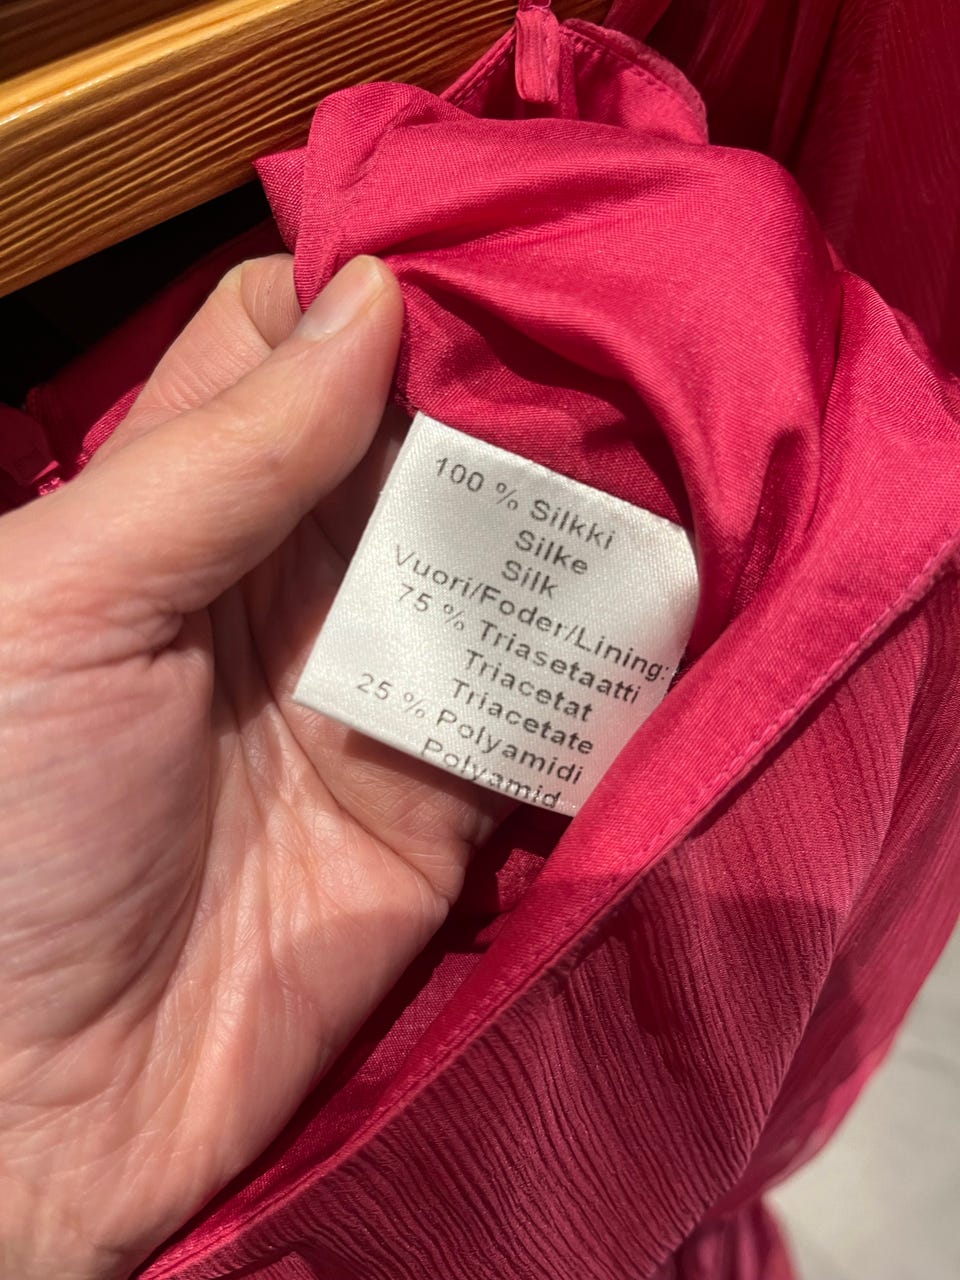 100 % Silkki
Silke
Silk
Vuori/Foder/Lining:
75 % Triasetaatti
Triacetat
Triacetate
25 % Polyamidi
Polyamid